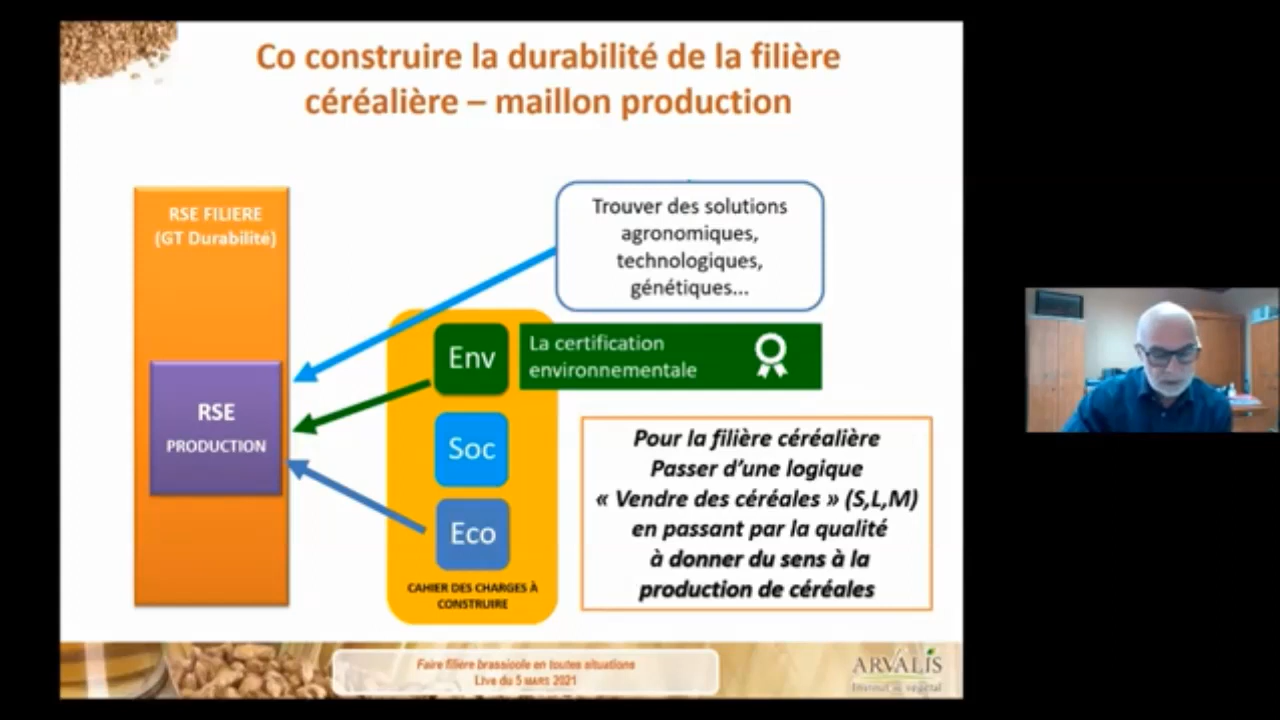 Co construire la durabilité de la filière
céréalière – maillon production
RSE FILIERE
(GT Durabilité)
Trouver des solutions
agronomiques,
technologiques,
génétiques...
Env
La certification
environnementale
RSE
PRODUCTION
Soc
Eco
CAHIER DES CHARGES À
CONSTRUIRE
Pour la filière céréalière
Passer d'une logique
« Vendre des céréales » (S,L,M)
en passant par la qualité
à donner du sens à la
production de céréales
Faire filière brassicole en toutes situations
Live du 5 MARS 2021
ARVALIS
Institut du végétal